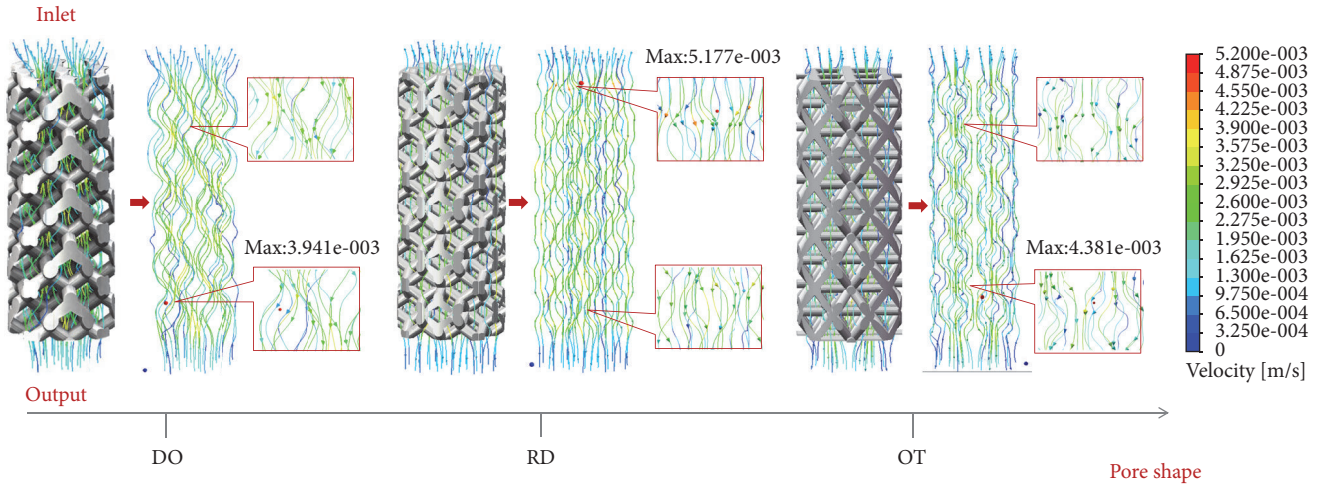 Inlet
Max:5.177e-003
Max:3.941e-003
Max:4.381e-003
5.200e-003
4.875e-003
4.550e-003
4.225e-003
3.900e-003
3.575e-003
3.250e-003
2.925e-003
2.600e-003
2.275e-003
1.950e-003
1.625e-003
1.300e-003
9.750e-004
6.500e-004
3.250e-004
0
Velocity [m/s]
Output
DO
RD
OT
Pore shape